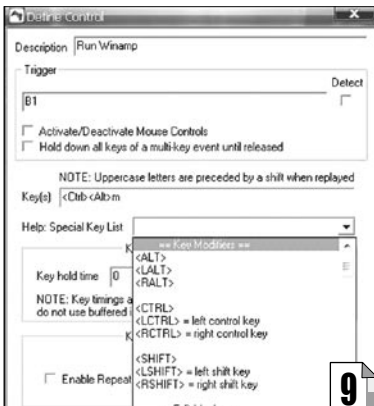 Define Control
Description Run Winamp
Trigger
Detect
B1
Activate/Deactivate Mouse Controls
Hold down all keys of a multi-key event until released
NOTE: Uppercase letters are preceded by a shift when replayed
Key(s) <Ctrl><Alt>m
Help: Special Key List
== Key Modifiers ==
<ALT>
<LALT>
<RALT>
<CTRL>
<LCTRL> = left control key
<RCTRL> = right control key
<SHIFT>
<LSHIFT> = left shift key
<RSHIFT> = right shift key
K
Key hold time 0
NOTE: Key timings a
do not use buffered i
K
Enable Repeat
9